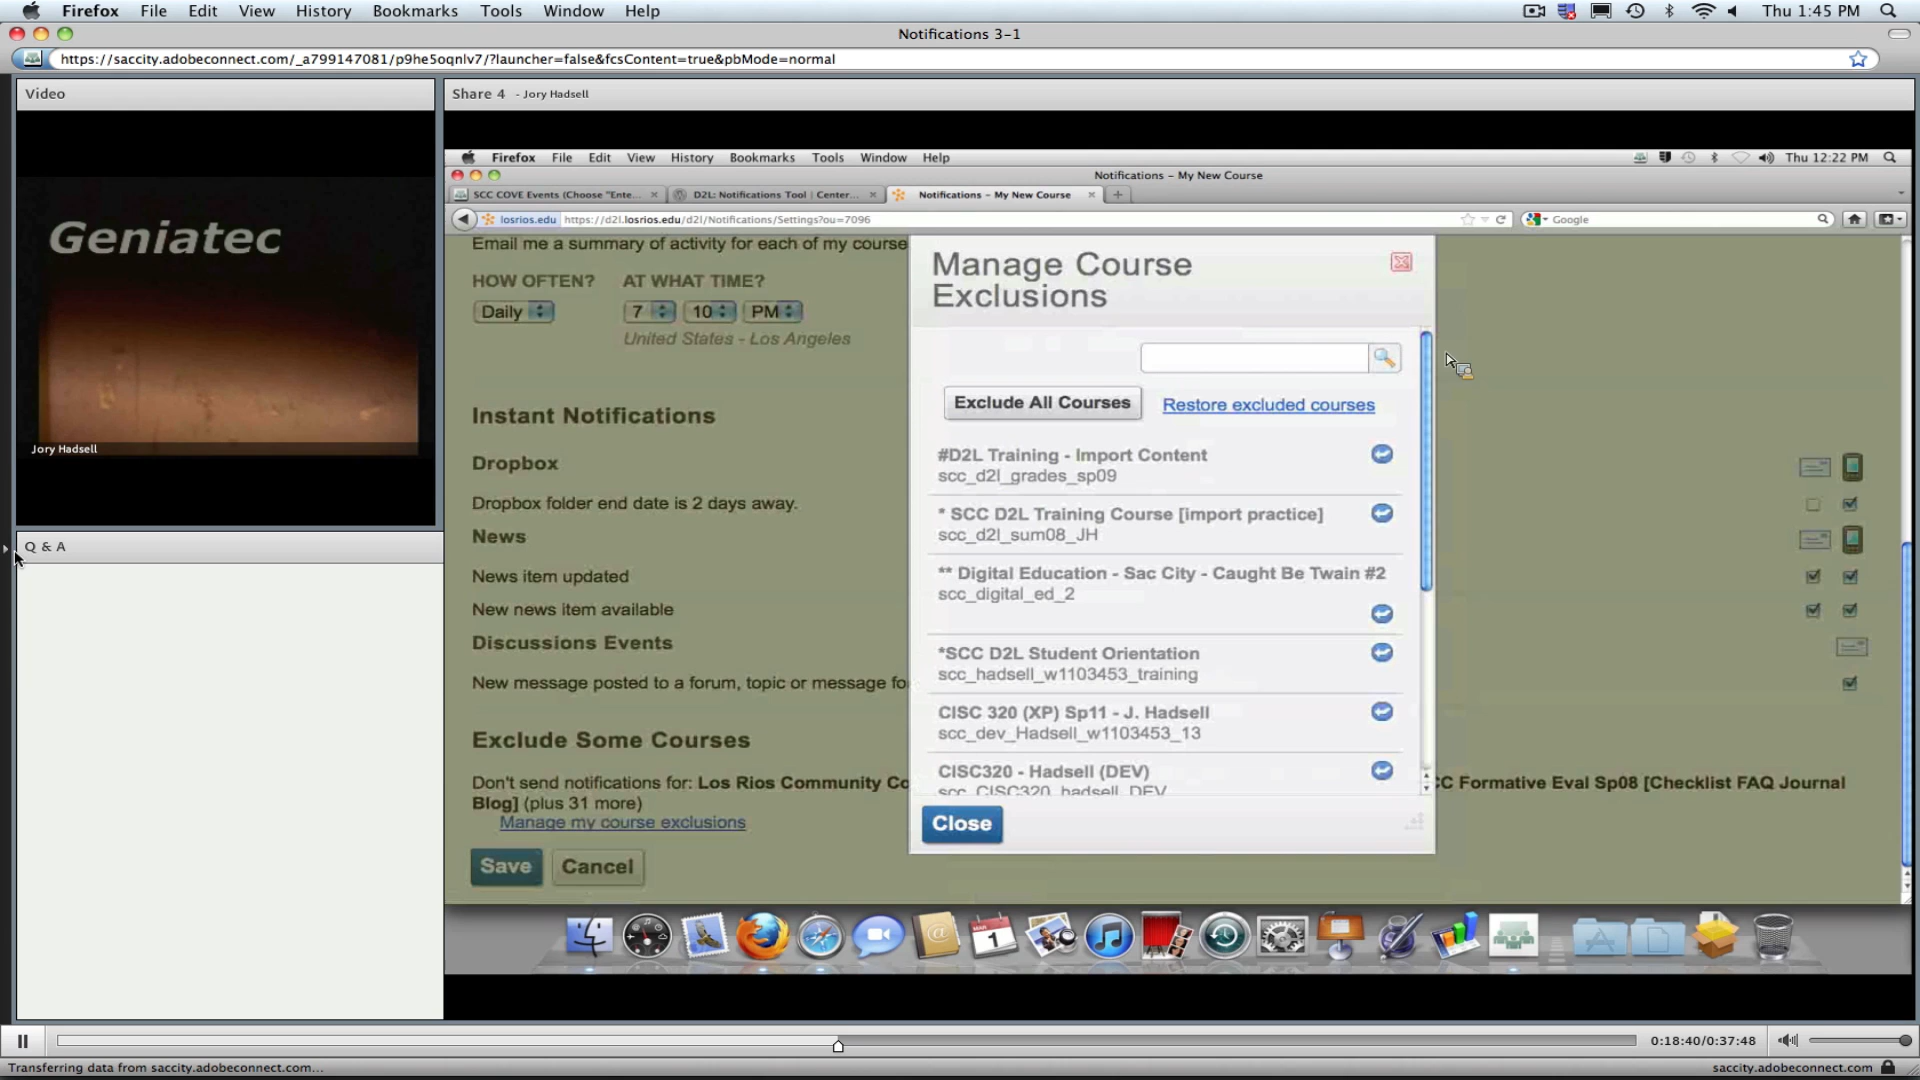 Firefox File Edit View History Bookmarks Tools Window Help Thu 1:45 PM
Notifications 3-1
https://saccity.adobeconnect.com/_a799147081/p9he5oqnlv7/?launcher=false&fcsContent=true&pbMode=normal
Video
Share 4 - Jory Hadsell
Geniatec
Jory Hadsell
Q & A
Firefox File Edit View History Bookmarks Tools Window Help Thu 12:22 PM
Notifications - My New Course
SCC COVE Events (Choose "Ente... D2L: Notifications Tool | Center... Notifications - My New Course
losrios.edu https://d2l.losrios.edu/d2l/Notifications/Settings?ou=7096 Google
Email me a summary of activity for each of my course
HOW OFTEN? AT WHAT TIME?
Daily 7 10 PM
United States - Los Angeles
Instant Notifications
Dropbox
Dropbox folder end date is 2 days away.
News
News item updated
New news item available
Discussions Events
New message posted to a forum, topic or message fo
Exclude Some Courses
Don't send notifications for: Los Rios Community Co CC Formative Eval Sp08 [Checklist FAQ Journal
Blog] (plus 31 more)
Manage my course exclusions
Save Cancel
Manage Course
Exclusions
Exclude All Courses Restore excluded courses
#D2L Training - Import Content
scc_d2l_grades_sp09
* SCC D2L Training Course [import practice]
scc_d2l_sum08_JH
** Digital Education - Sac City - Caught Be Twain #2
scc_digital_ed_2
*SCC D2L Student Orientation
scc_hadsell_w1103453_training
CISC 320 (XP) Sp11 - J. Hadsell
scc_dev_Hadsell_w1103453_13
CISC320 - Hadsell (DEV)
scc_CISC320_hadsell_DEV
Close
MAR
1
0:18:40/0:37:48
Transferring data from saccity.adobeconnect.com... saccity.adobeconnect.com